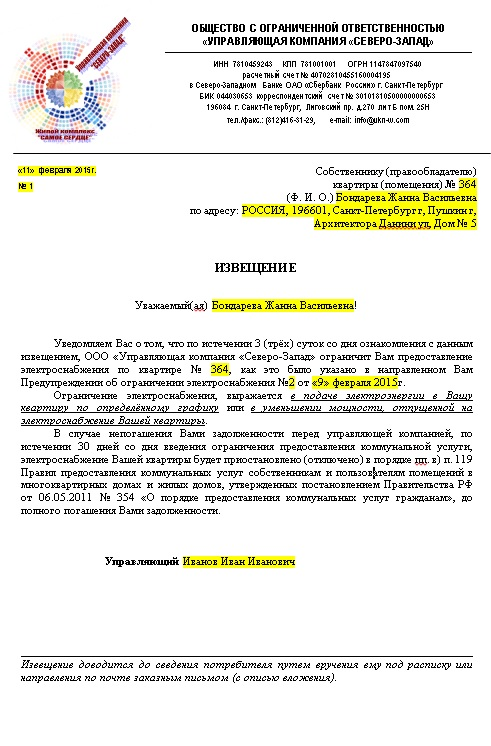 УПРАВЛЯЮЩАЯ КОМПАНИЯ
"СЕВЕРО-ЗАПАД"
Жилой комплекс
"САМОЕ СЕРДЦЕ"
ОБЩЕСТВО С ОГРАНИЧЕННОЙ ОТВЕТСТВЕННОСТЬЮ
«УПРАВЛЯЮЩАЯ КОМПАНИЯ «СЕВЕРО-ЗАПАД»
ИНН 7810459243 КПП 781001001 ОГРН 1147847097540
расчетный счет № 40702810455160004195
в Северо-Западном Банке ОАО «Сбербанк России» г. Санкт-Петербург
БИК 044030653 корреспондентский счет № 30101810500000000653
196084 г. Санкт-Петербург, Лиговский пр. д.270 лит Б пом. 25Н
тел./факс.: (812)416-31-29, e-mail: info@ukn-w.com
«11» февраля 2015г.
№ 1
Собственнику (правообладателю)
квартиры (помещения) № 364
(Ф. И. О.) Бондарева Жанна Васильевна
по адресу: РОССИЯ, 196601, Санкт-Петербург г, Пушкин г,
Архитектора Данини ул, Дом № 5
ИЗВЕЩЕНИЕ
Уважаемый(ая) Бондарева Жанна Васильевна!
Уведомляем Вас о том, что по истечении 3 (трёх) суток со дня ознакомления с данным
извещением, ООО «Управляющая компания «Северо-Запад» ограничит Вам предоставление
электроснабжения по квартире № 364, как это было указано в направленном Вам
Предупреждении об ограничении электроснабжения №2 от «9» февраля 2015г.
Ограничение электроснабжения, выражается в подаче электроэнергии в Вашу
квартиру по определённому графику или в уменьшении мощности, отпущенной на
электроснабжение Вашей квартиры.
В случае непогашения Вами задолженности перед управляющей компанией, по
истечении 30 дней со дня введения ограничения предоставления коммунальной услуги,
электроснабжение Вашей квартиры будет приостановлено (отключено) в порядке пп. в) п. 119
Правил предоставления коммунальных услуг собственникам и пользователям помещений в
многоквартирных домах и жилых домов, утвержденных постановлением Правительства РФ
от 06.05.2011 № 354 «О порядке предоставления коммунальных услуг гражданам», до
полного погашения Вами задолженности.
Управляющий Иванов Иван Иванович
Извещение доводится до сведения потребителя путем вручения ему под расписку или
направления по почте заказным письмом (с описью вложения).